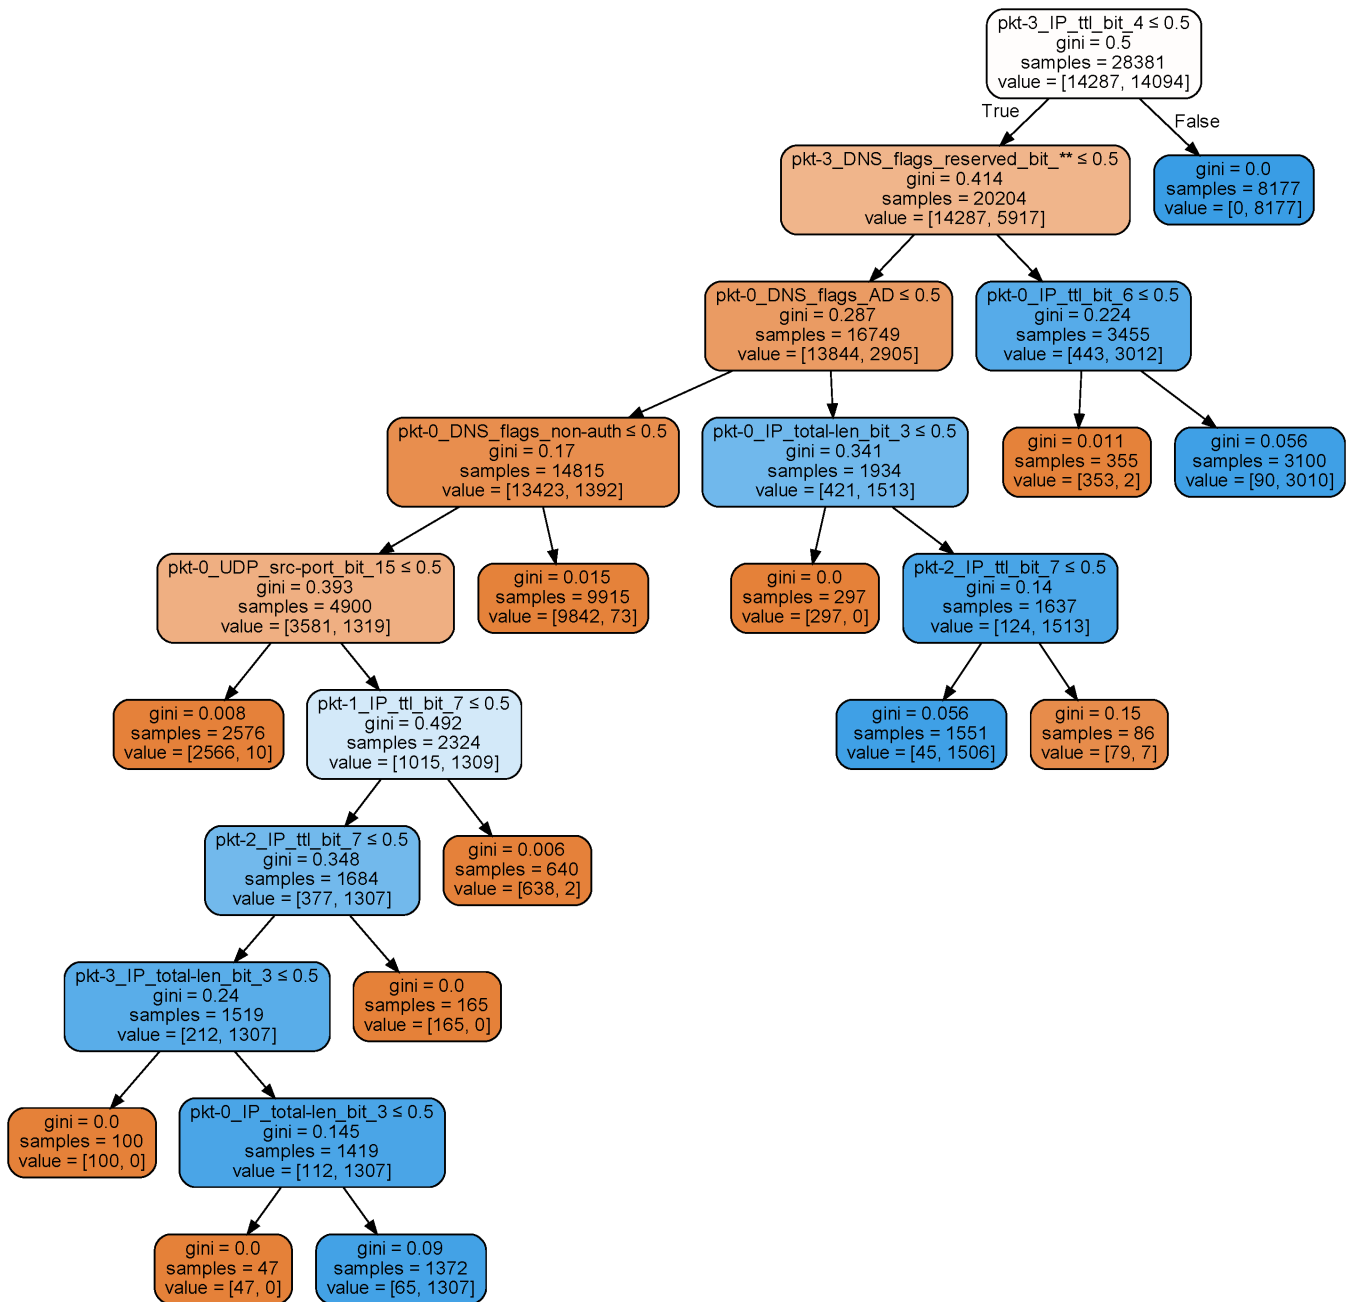 pkt-3_IP_ttl_bit_4 ≤ 0.5
gini = 0.5
samples = 28381
value = [14287, 14094]
True
False
pkt-3_DNS_flags_reserved_bit_** ≤ 0.5
gini = 0.414
samples = 20204
value = [14287, 5917]
gini = 0.0
samples = 8177
value = [0, 8177]
pkt-0_DNS_flags_AD ≤ 0.5
gini = 0.287
samples = 16749
value = [13844, 2905]
pkt-0_IP_ttl_bit_6 ≤ 0.5
gini = 0.224
samples = 3455
value = [443, 3012]
pkt-0_DNS_flags_non-auth ≤ 0.5
gini = 0.17
samples = 14815
value = [13423, 1392]
pkt-0_IP_total-len_bit_3 ≤ 0.5
gini = 0.341
samples = 1934
value = [421, 1513]
gini = 0.011
samples = 355
value = [353, 2]
gini = 0.056
samples = 3100
value = [90, 3010]
pkt-0_UDP_src-port_bit_15 ≤ 0.5
gini = 0.393
samples = 4900
value = [3581, 1319]
gini = 0.015
samples = 9915
value = [9842, 73]
gini = 0.0
samples = 297
value = [297, 0]
pkt-2_IP_ttl_bit_7 ≤ 0.5
gini = 0.14
samples = 1637
value = [124, 1513]
gini = 0.008
samples = 2576
value = [2566, 10]
pkt-1_IP_ttl_bit_7 ≤ 0.5
gini = 0.492
samples = 2324
value = [1015, 1309]
gini = 0.056
samples = 1551
value = [45, 1506]
gini = 0.15
samples = 86
value = [79, 7]
pkt-2_IP_ttl_bit_7 ≤ 0.5
gini = 0.348
samples = 1684
value = [377, 1307]
gini = 0.006
samples = 640
value = [638, 2]
pkt-3_IP_total-len_bit_3 ≤ 0.5
gini = 0.24
samples = 1519
value = [212, 1307]
gini = 0.0
samples = 165
value = [165, 0]
gini = 0.0
samples = 100
value = [100, 0]
pkt-0_IP_total-len_bit_3 ≤ 0.5
gini = 0.145
samples = 1419
value = [112, 1307]
gini = 0.0
samples = 47
value = [47, 0]
gini = 0.09
samples = 1372
value = [65, 1307]